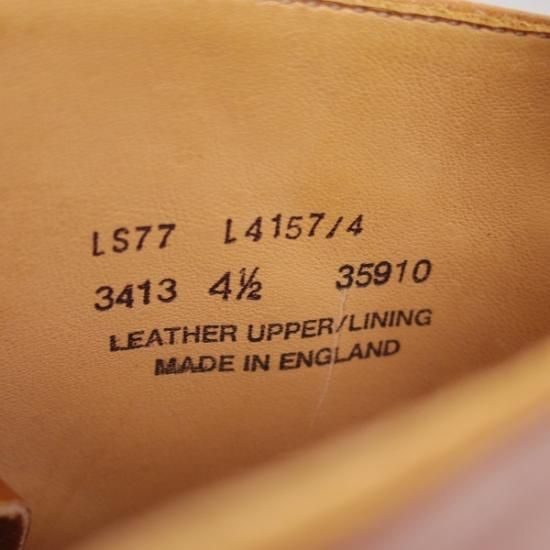 LS77 L4157/4
3413 4½ 35910
LEATHER UPPER/LINING
MADE IN ENGLAND